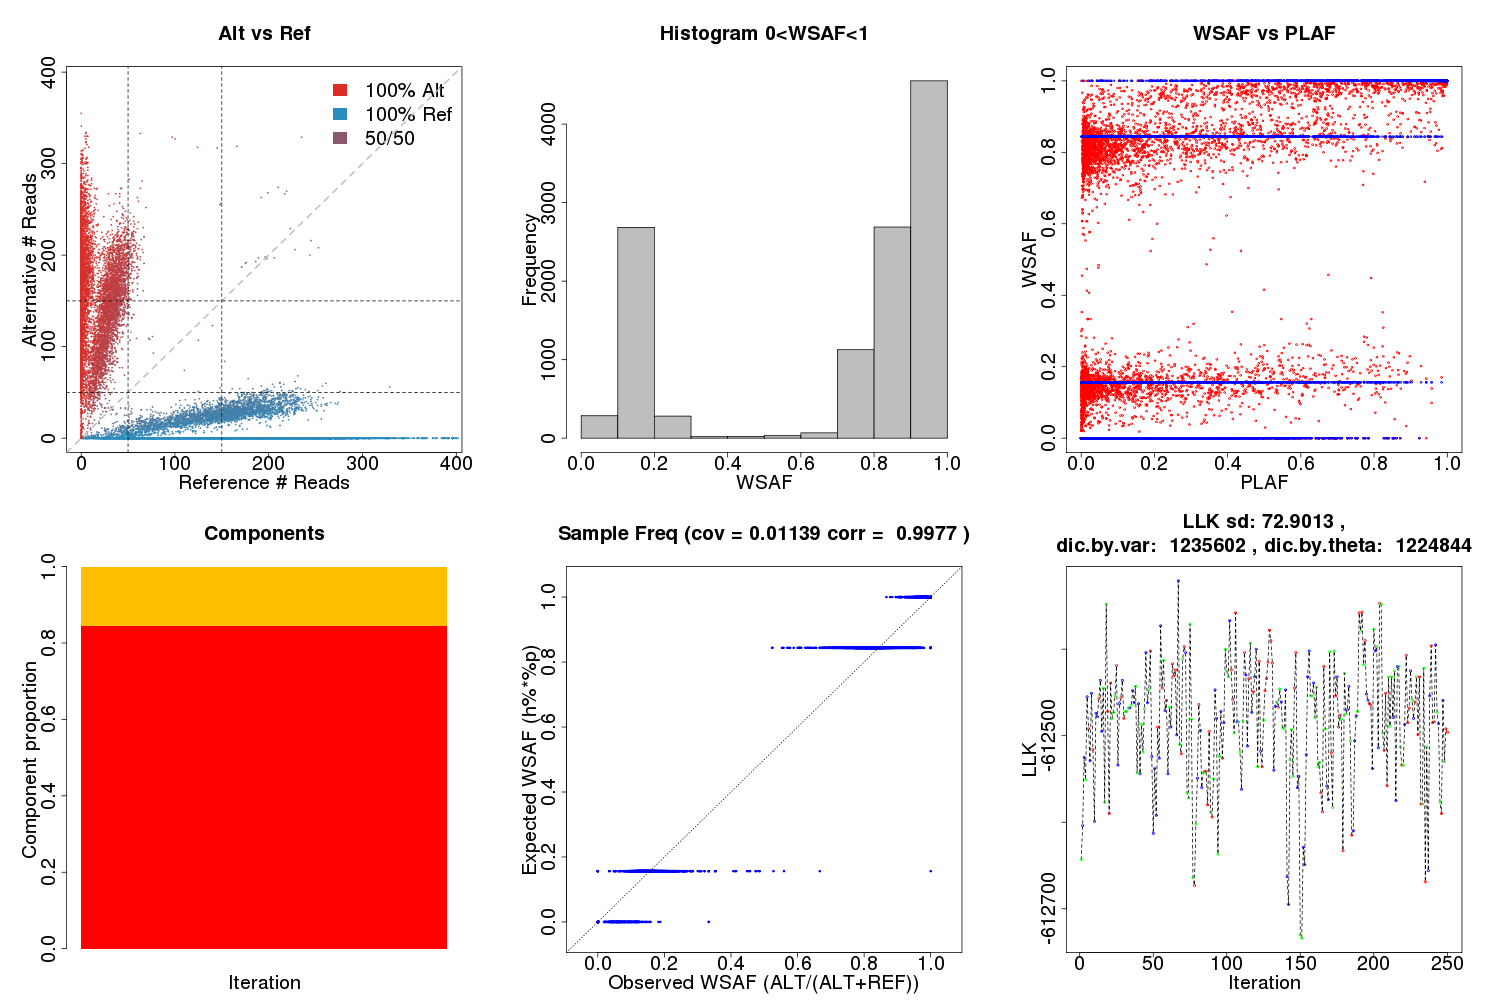 Alt vs Ref
100% Alt
100% Ref
50/50
Alternative # Reads
0 100 200 300 400
0 100 200 300 400
Reference # Reads
Histogram 0<WSAF<1
Frequency
0 1000 2000 3000 4000
0.0 0.2 0.4 0.6 0.8 1.0
WSAF
WSAF vs PLAF
WSAF
0.0 0.2 0.4 0.6 0.8 1.0
0.0 0.2 0.4 0.6 0.8 1.0
PLAF
Components
Component proportion
0.0 0.2 0.4 0.6 0.8 1.0
Iteration
Sample Freq (cov = 0.01139 corr = 0.9977 )
Expected WSAF (h%*%p)
0.0 0.2 0.4 0.6 0.8 1.0
0.0 0.2 0.4 0.6 0.8 1.0
Observed WSAF (ALT/(ALT+REF))
LLK sd: 72.9013 ,
dic.by.var: 1235602 , dic.by.theta: 1224844
LLK
-612700 -612500
0 50 100 150 200 250
Iteration